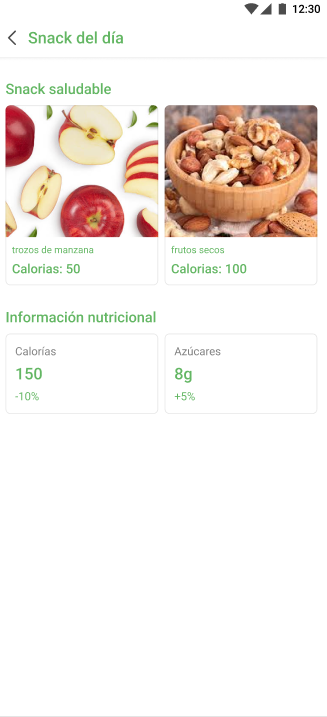 12:30
Snack del día
Snack saludable
trozos de manzana
Calorias: 50
frutos secos
Calorias: 100
Información nutricional
Calorías
150
-10%
Azúcares
8g
+5%